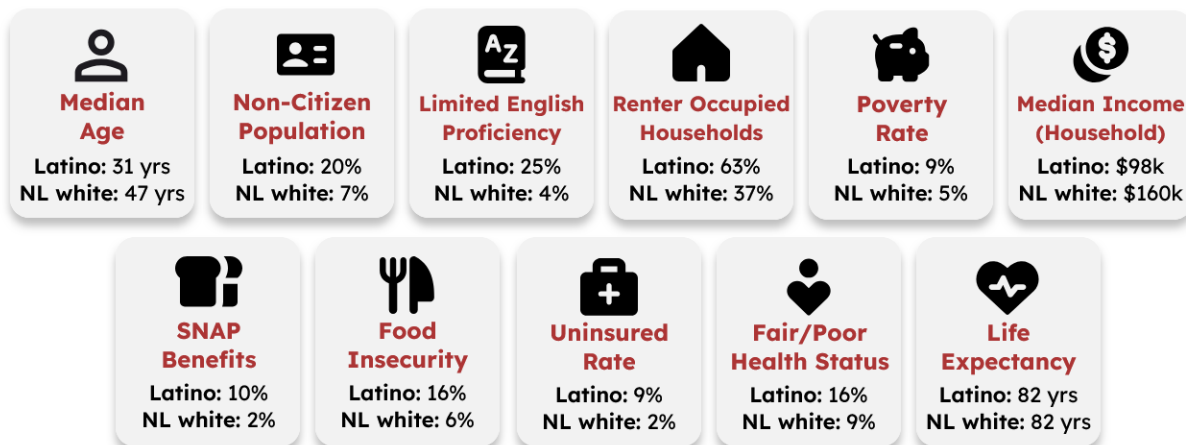 Median
Age
Latino: 31 yrs
NL white: 47 yrs
Non-Citizen
Population
Latino: 20%
NL white: 7%
AZ
Limited English
Proficiency
Latino: 25%
NL white: 4%
Renter Occupied
Households
Latino: 63%
NL white: 37%
Poverty
Rate
Latino: 9%
NL white: 5%
$
Median Income
(Household)
Latino: $98k
NL white: $160k
SNAP
Benefits
Latino: 10%
NL white: 2%
Food
Insecurity
Latino: 16%
NL white: 6%
Uninsured
Rate
Latino: 9%
NL white: 2%
Fair/Poor
Health Status
Latino: 16%
NL white: 9%
Life
Expectancy
Latino: 82 yrs
NL white: 82 yrs